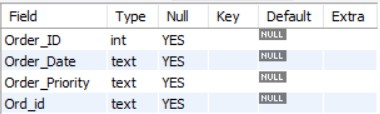 Field Type Null Key Default Extra
Order_ID int YES NULL
Order_Date text YES NULL
Order_Priority text YES NULL
Ord_id text YES NULL